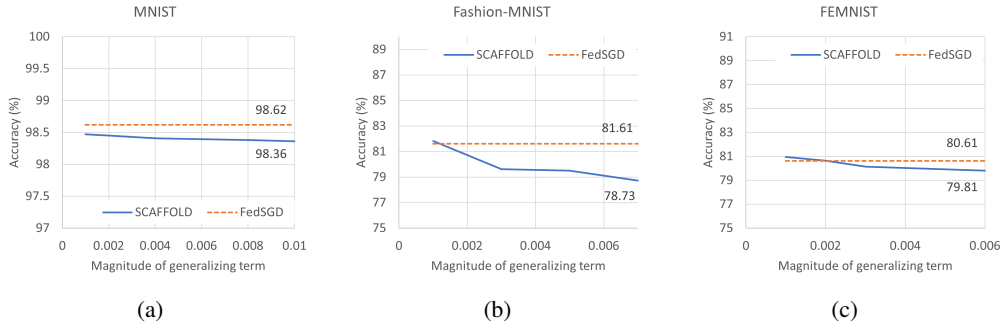 MNIST
100
99.5
99
98.5
98
97.5
97
Accuracy (%)
98.62
98.36
SCAFFOLD FedSGD
0 0.002 0.004 0.006 0.008 0.01
Magnitude of generalizing term
(a)
Fashion-MNIST
89
87
85
83
81
79
77
75
Accuracy (%)
SCAFFOLD FedSGD
81.61
78.73
0 0.002 0.004 0.006
Magnitude of generalizing term
(b)
FEMNIST
91
89
87
85
83
81
79
77
75
Accuracy (%)
SCAFFOLD FedSGD
80.61
79.81
0 0.002 0.004 0.006
Magnitude of generalizing term
(c)